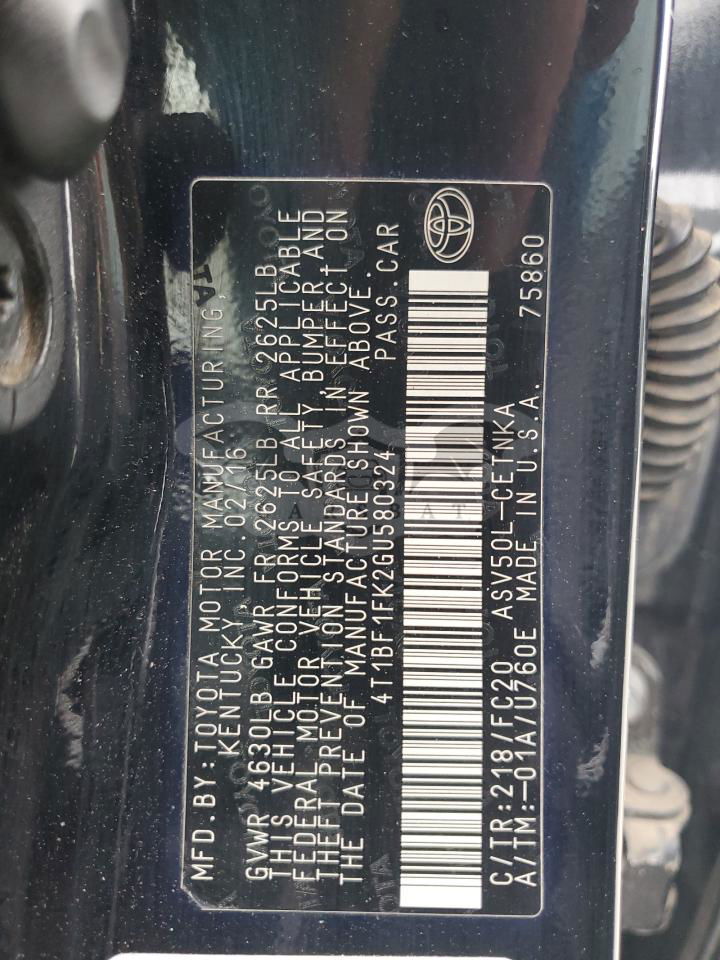 MFD.BY:TOYOTA MOTOR MANUFACTURING,
KENTUCKY, INC. 02/16
GVWR 4630LB GAWR FR 2625LB RR 2625LB
THIS VEHICLE CONFORMS TO ALL APPLICABLE
FEDERAL MOTOR VEHICLE SAFETY, BUMPER, AND
THEFT PREVENTION STANDARDS IN EFFECT ON
THE DATE OF MANUFACTURE SHOWN ABOVE.
4T1BF1FK2GU580324 PASS.CAR
C/TR:218/FC20 ASV50L-CETNKA 75860
A/TM:-01A/U760E MADE IN U.S.A.